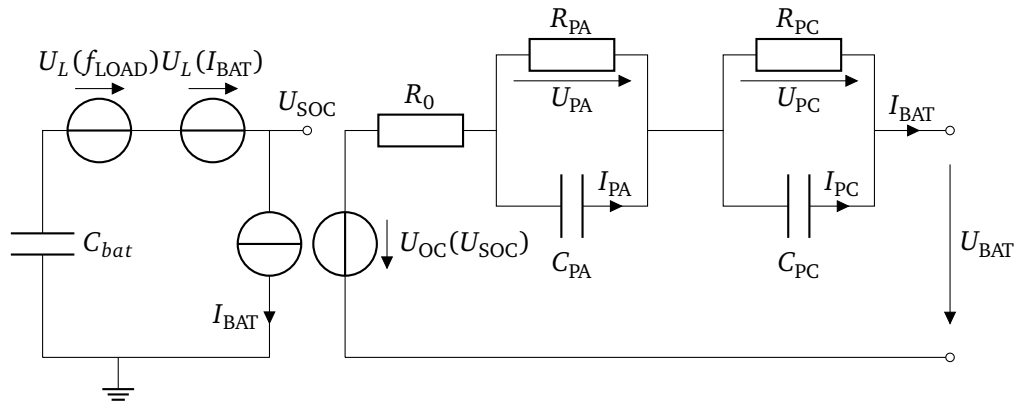 R_PA
R_PC
U_L(f_LOAD) U_L(I_BAT)
U_PA
U_PC
U_SOC
R_0
I_BAT
I_PA
I_PC
C_bat
U_OC(U_SOC)
C_PA
C_PC
U_BAT
I_BAT